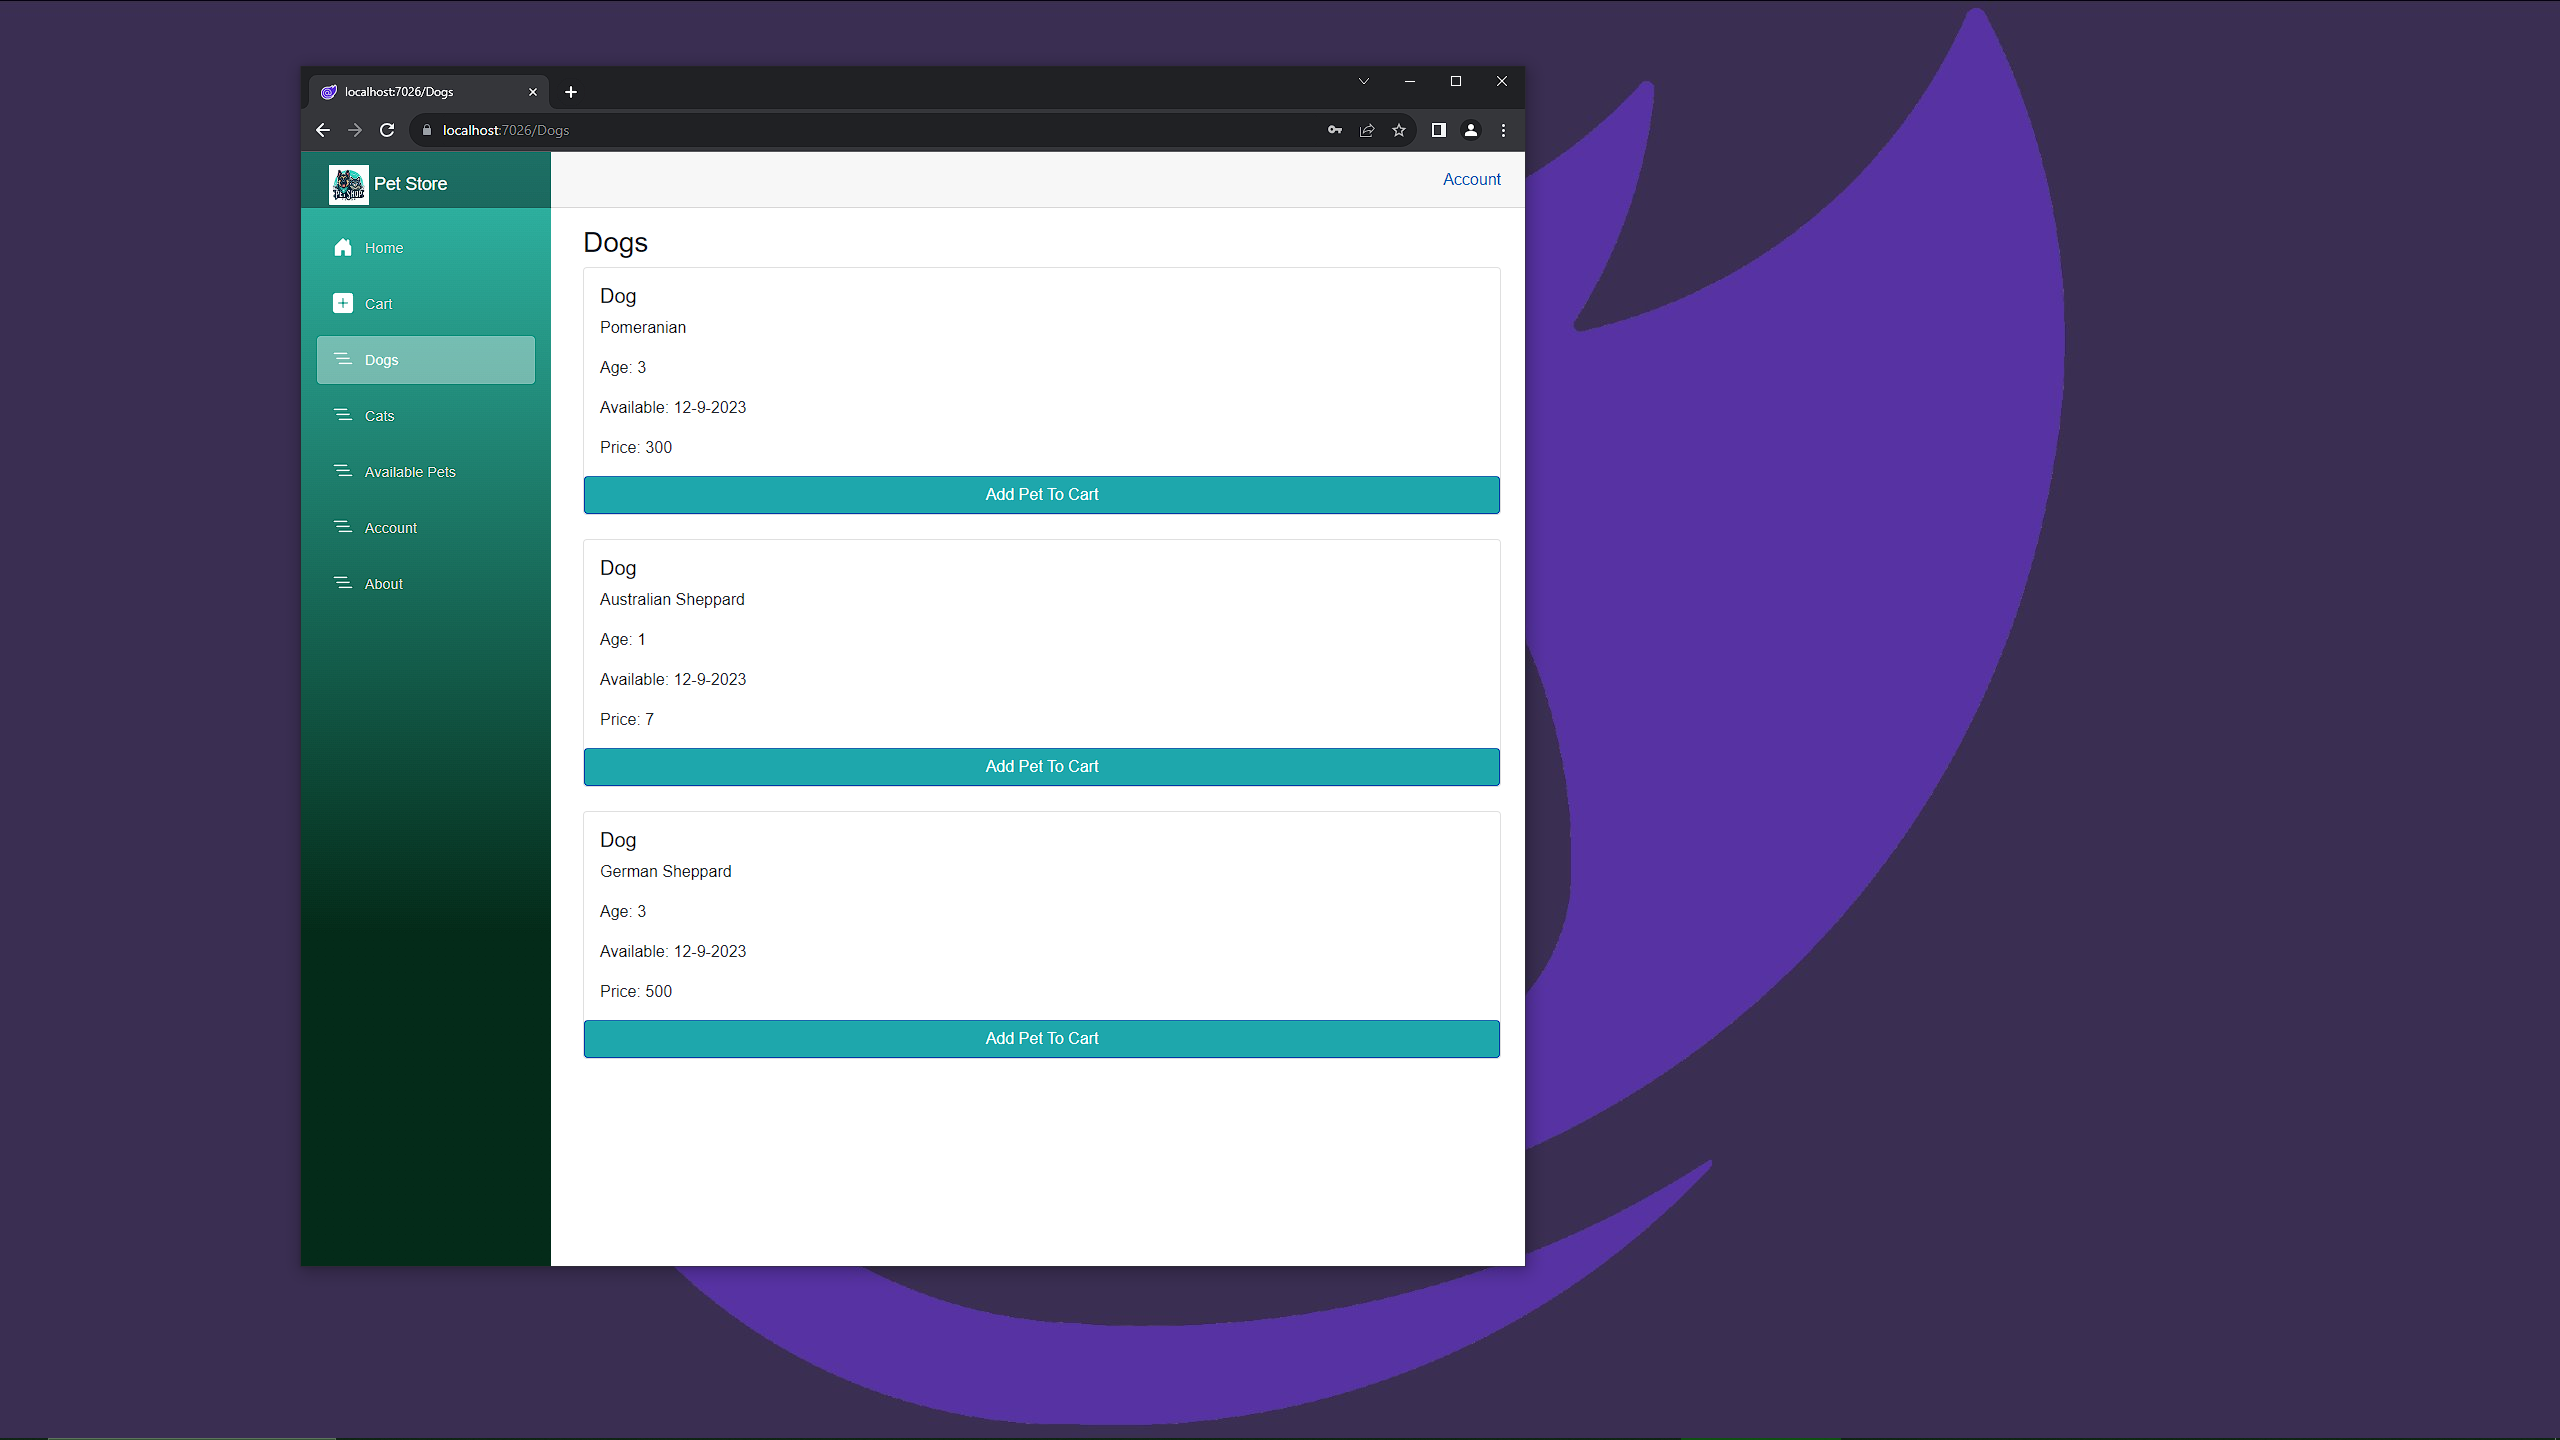 localhost:7026/Dogs
localhost:7026/Dogs
PET SHOP
Pet Store
Account
Home
Cart
Dogs
Cats
Available Pets
Account
About
Dogs
Dog
Pomeranian
Age: 3
Available: 12-9-2023
Price: 300
Add Pet To Cart
Dog
Australian Sheppard
Age: 1
Available: 12-9-2023
Price: 7
Add Pet To Cart
Dog
German Sheppard
Age: 3
Available: 12-9-2023
Price: 500
Add Pet To Cart